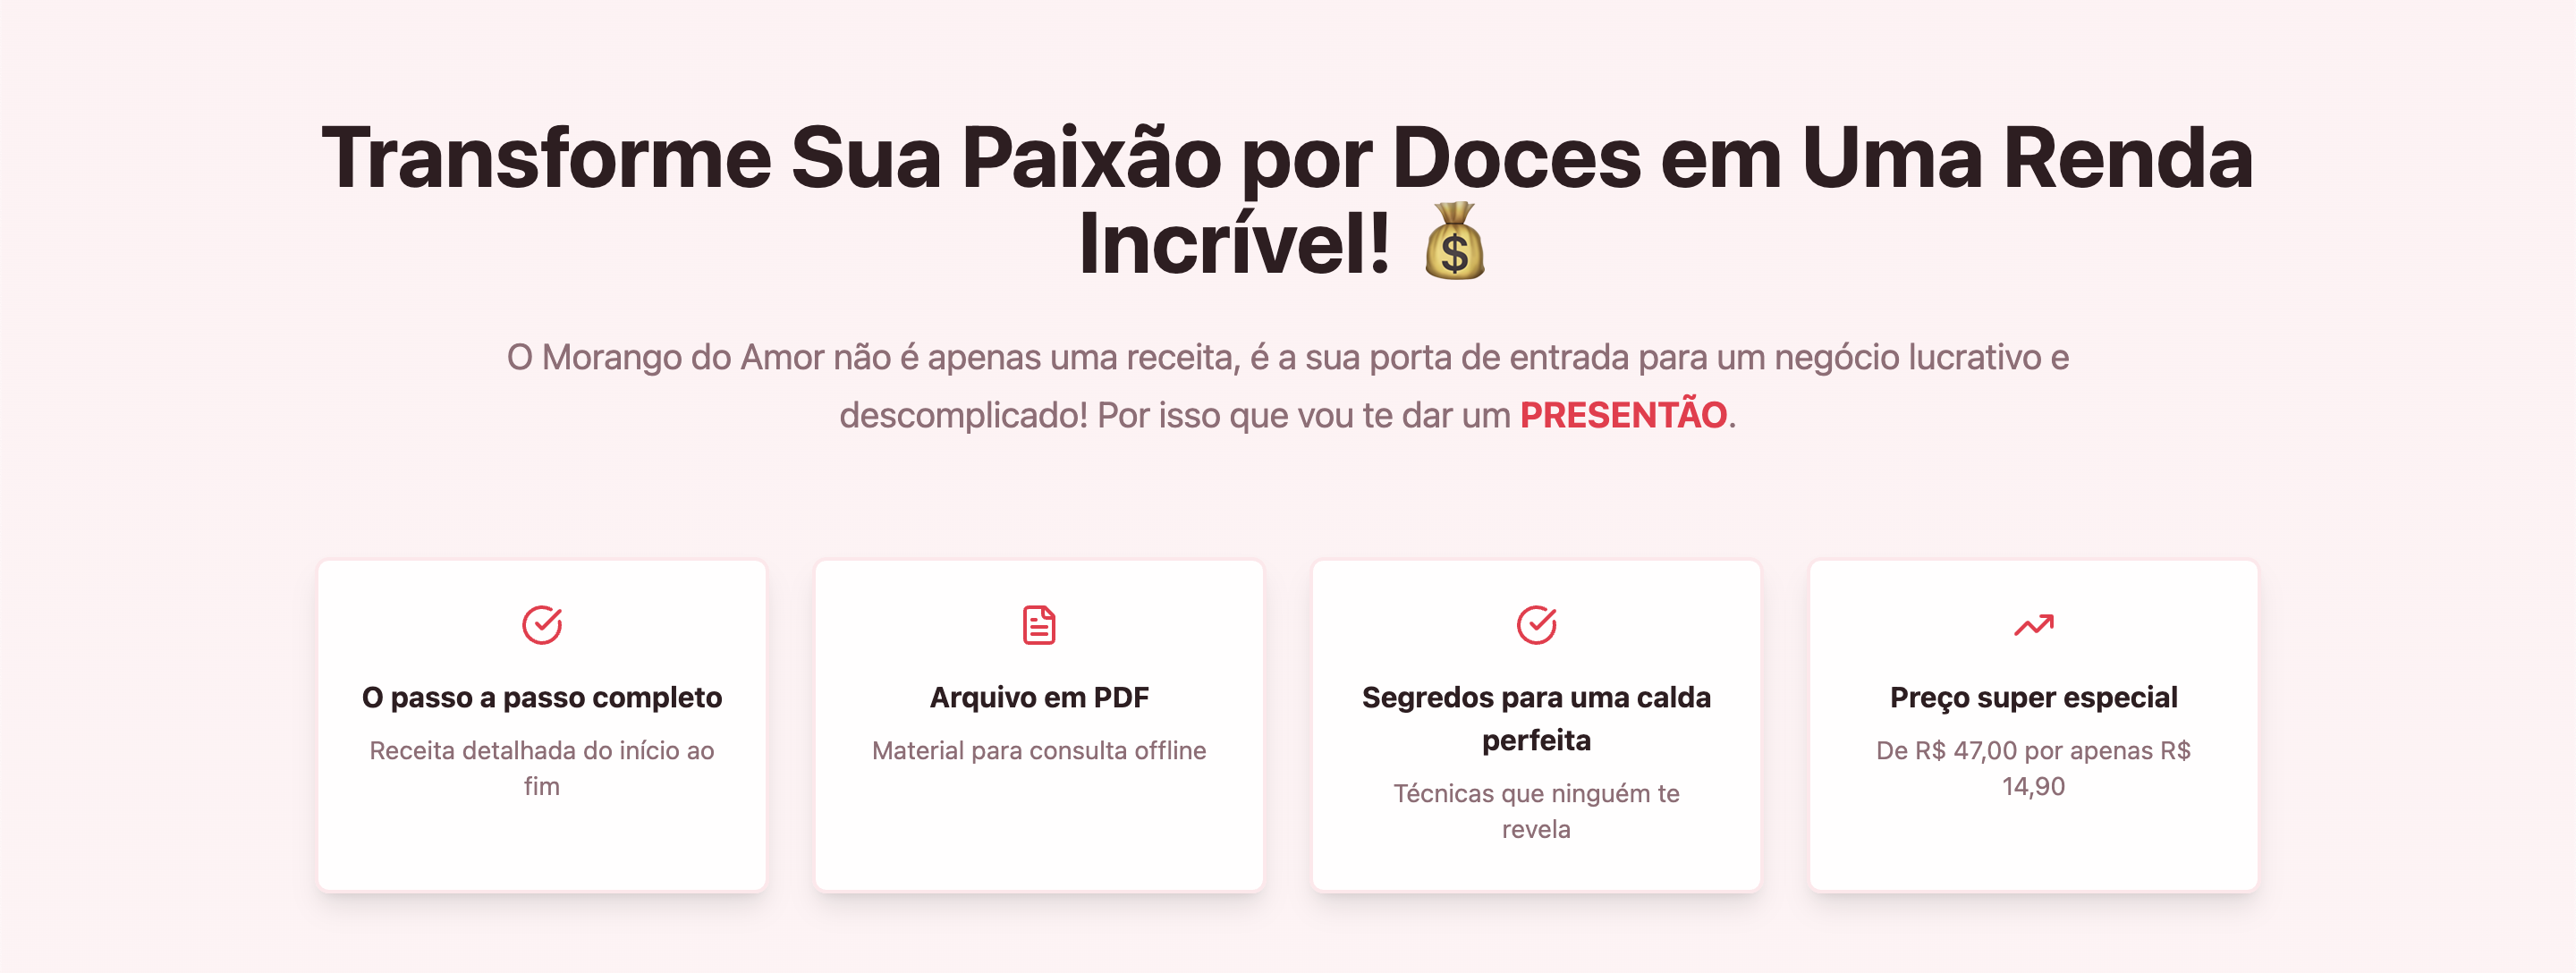 Transforme Sua Paixão por Doces em Uma Renda
Incrível! 💰
O Morango do Amor não é apenas uma receita, é a sua porta de entrada para um negócio lucrativo e
descomplicado! Por isso que vou te dar um PRESENTÃO.
O passo a passo completo
Receita detalhada do início ao
fim
Arquivo em PDF
Material para consulta offline
Segredos para uma calda
perfeita
Técnicas que ninguém te
revela
Preço super especial
De R$ 47,00 por apenas R$
14,90